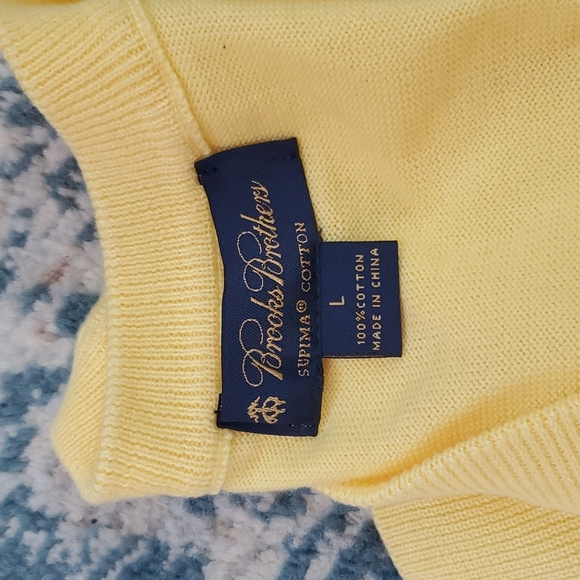 Brooks Brothers
SUPIMA® COTTON
L
100% COTTON
MADE IN CHINA